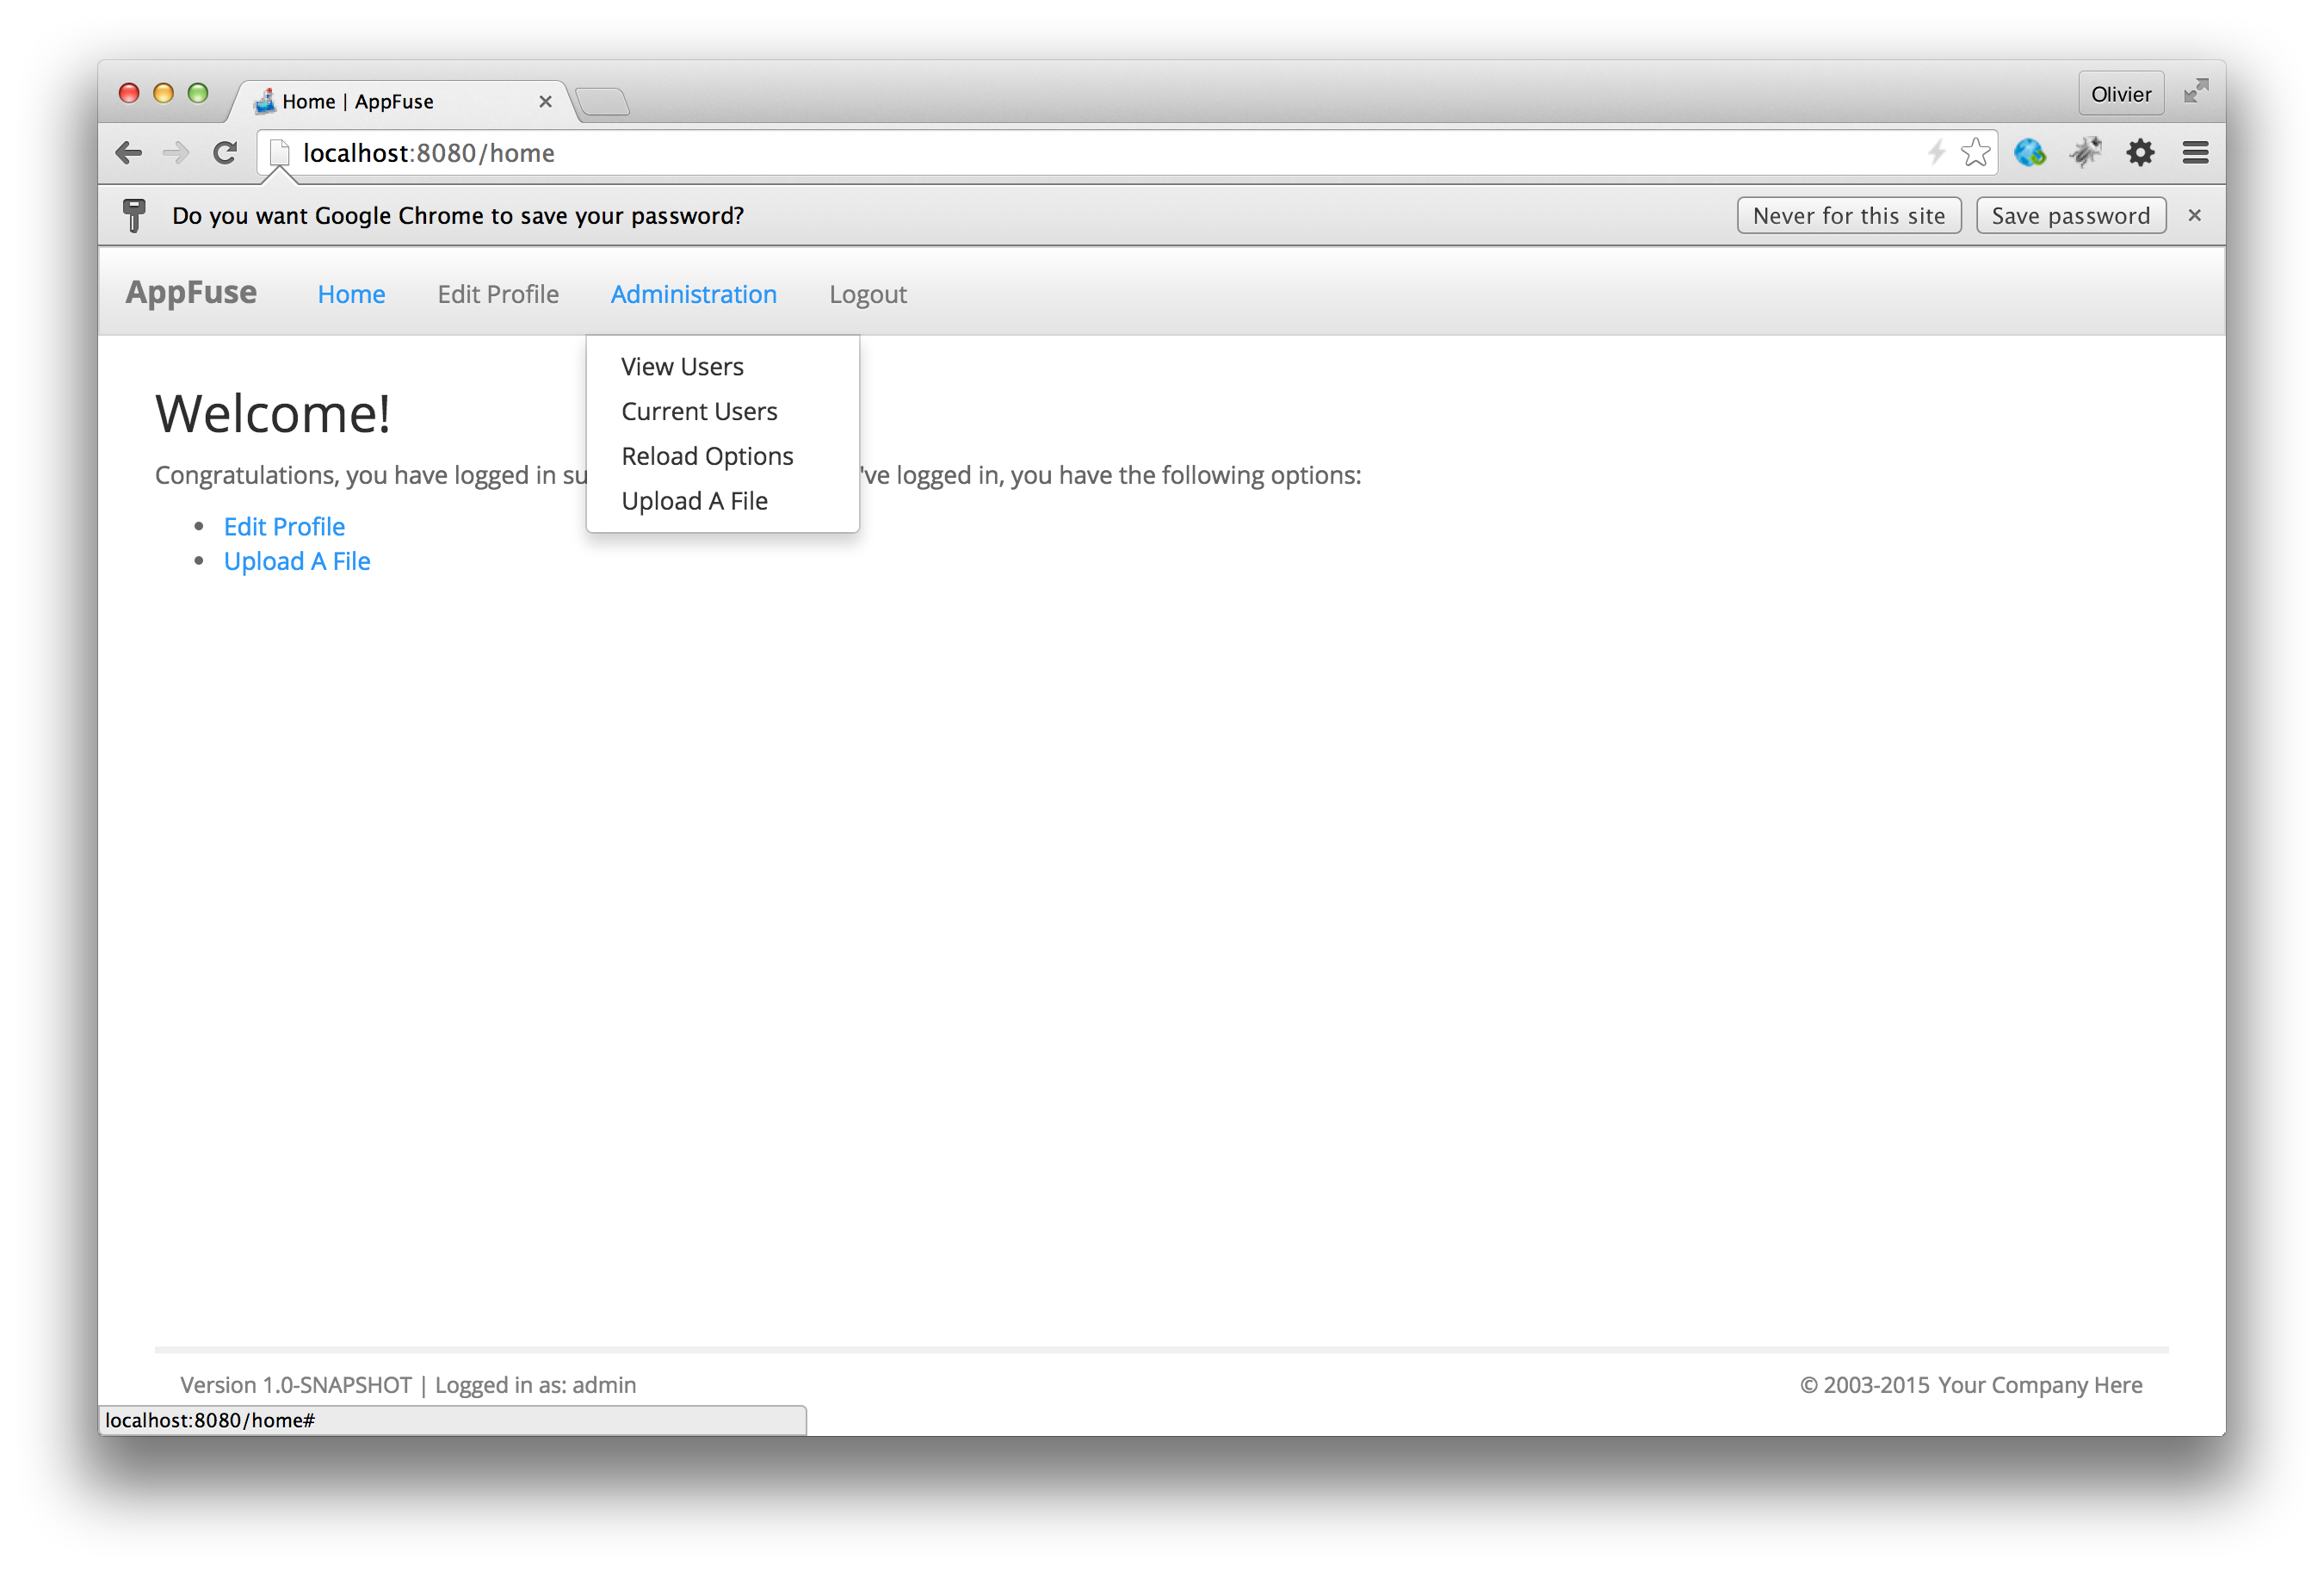 Home | AppFuse
Olivier
localhost:8080/home
Do you want Google Chrome to save your password?
Never for this site
Save password
AppFuse Home Edit Profile Administration Logout
View Users
Current Users
Reload Options
Upload A File
Welcome!
Congratulations, you have logged in su 've logged in, you have the following options:
Edit Profile
Upload A File
Version 1.0-SNAPSHOT | Logged in as: admin
© 2003-2015 Your Company Here
localhost:8080/home#